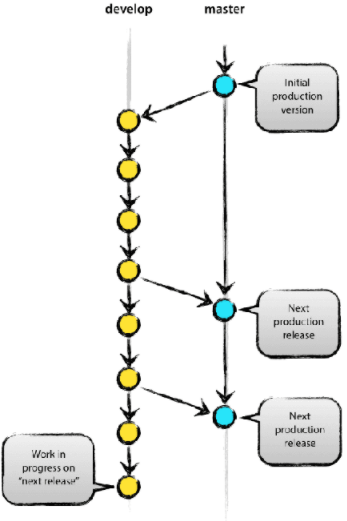 develop
master
Initial
production
version
Next
production
release
Next
production
release
Work in
progress on
"next release"